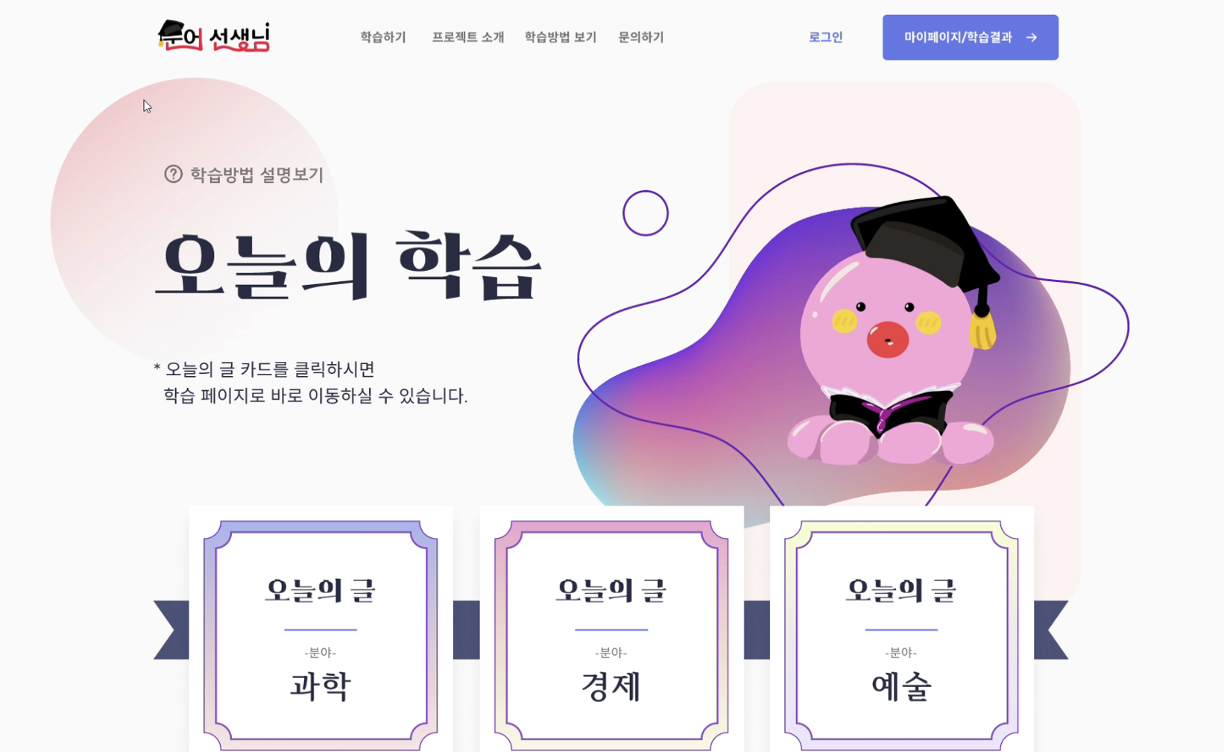 문어 선생님
학습하기 프로젝트 소개 학습방법 보기 문의하기 로그인 마이페이지/학습결과 →
학습방법 설명보기
오늘의 학습
* 오늘의 글 카드를 클릭하시면
학습 페이지로 바로 이동하실 수 있습니다.
오늘의 글
-분야-
과학
오늘의 글
-분야-
경제
오늘의 글
-분야-
예술